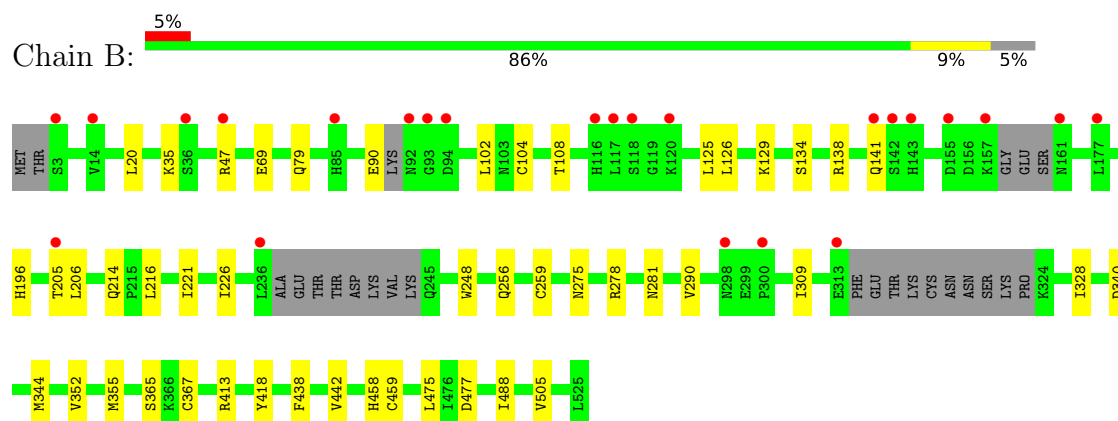 5%
Chain B:
86% 9% 5%
MET THR S3 V14 L20 K35 S36 R47 E69 Q79 H85 E90 LYS N92 G93 D94 L102 N103 C104 T108 H116 L117 S118 G119 K120 L125 L126 K129 S134 R138 Q141 S142 H143 D155 D156 K157 GLY GLU SER N161 L177
H196 T205 L206 Q214 P215 L216 I221 I226 L236 ALA GLU THR THR ASP LYS VAL LYS Q245 W248 Q256 C259 N275 R278 N281 V290 N298 E299 P300 I309 E313 PHE GLU THR LYS CYS ASN ASN SER LYS PRO K324 I328
M344 V352 M355 S365 K366 C367 R413 Y418 F438 V442 H458 C459 L475 I476 D477 I488 V505 L525